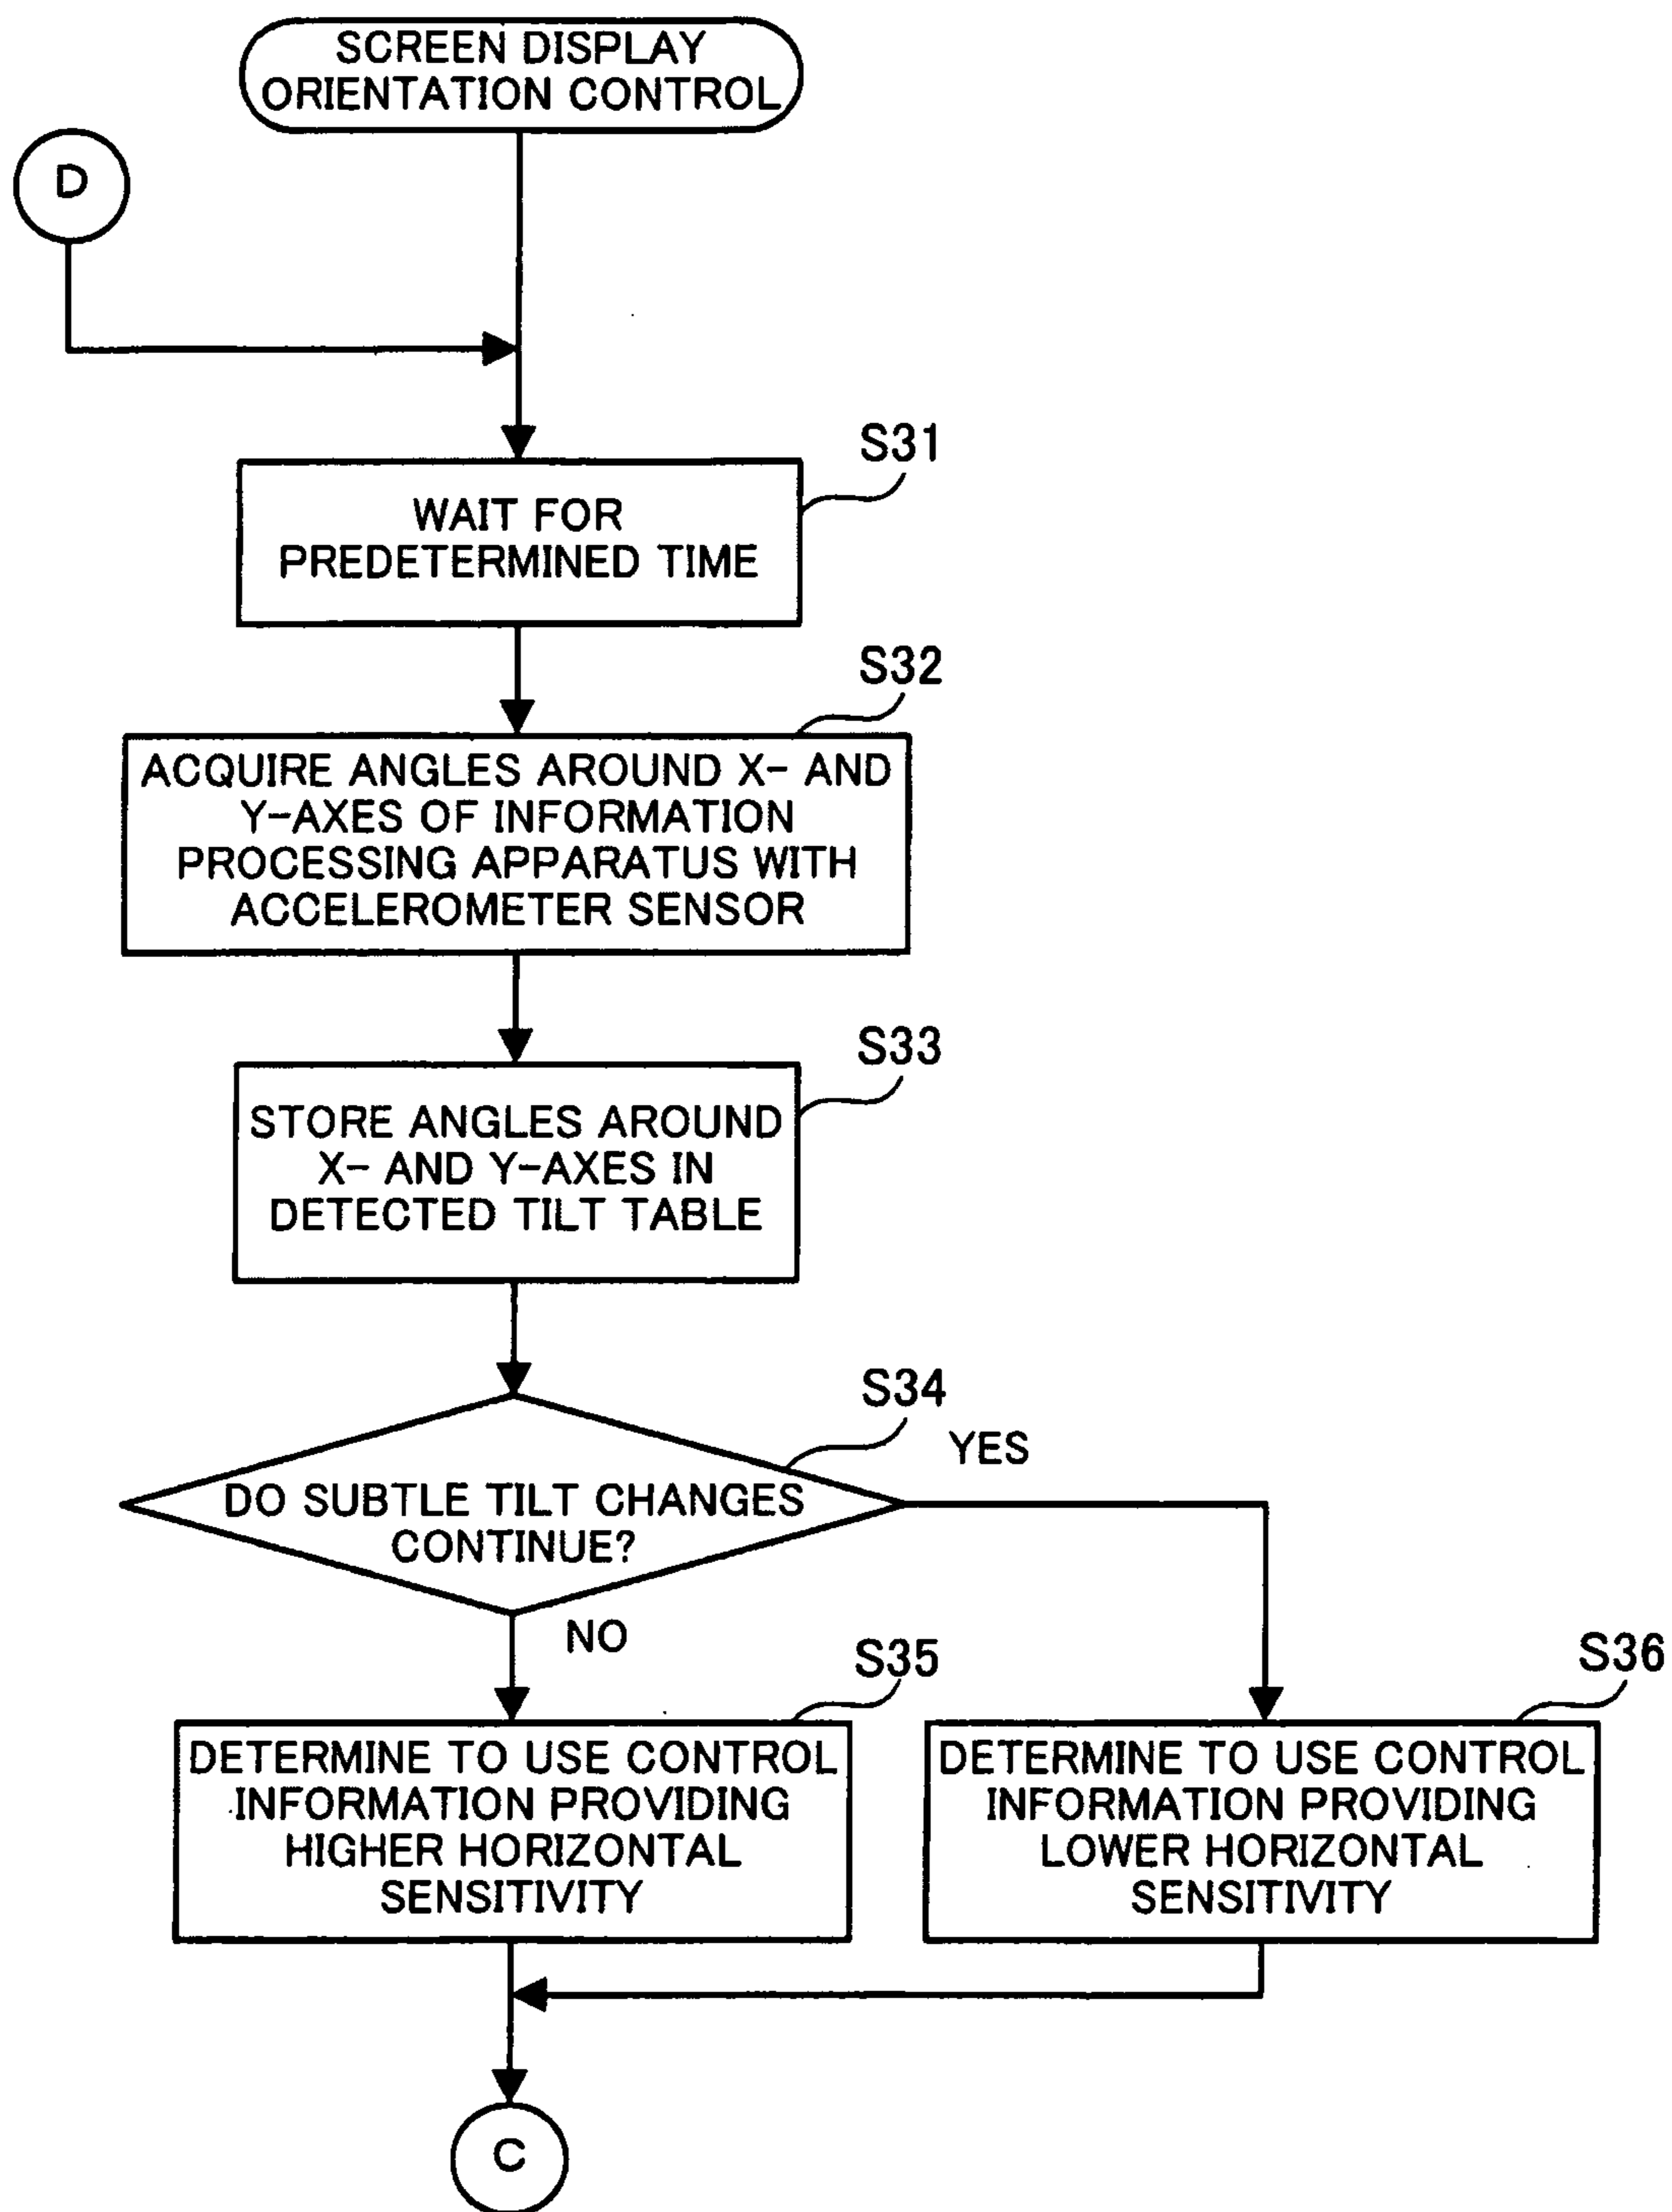 SCREEN DISPLAY
ORIENTATION CONTROL
D
S31
WAIT FOR
PREDETERMINED TIME
S32
ACQUIRE ANGLES AROUND X- AND
Y-AXES OF INFORMATION
PROCESSING APPARATUS WITH
ACCELEROMETER SENSOR
S33
STORE ANGLES AROUND
X- AND Y-AXES IN
DETECTED TILT TABLE
S34
YES
DO SUBTLE TILT CHANGES
CONTINUE?
NO
S35
DETERMINE TO USE CONTROL
INFORMATION PROVIDING
HIGHER HORIZONTAL
SENSITIVITY
S36
DETERMINE TO USE CONTROL
INFORMATION PROVIDING
LOWER HORIZONTAL
SENSITIVITY
C